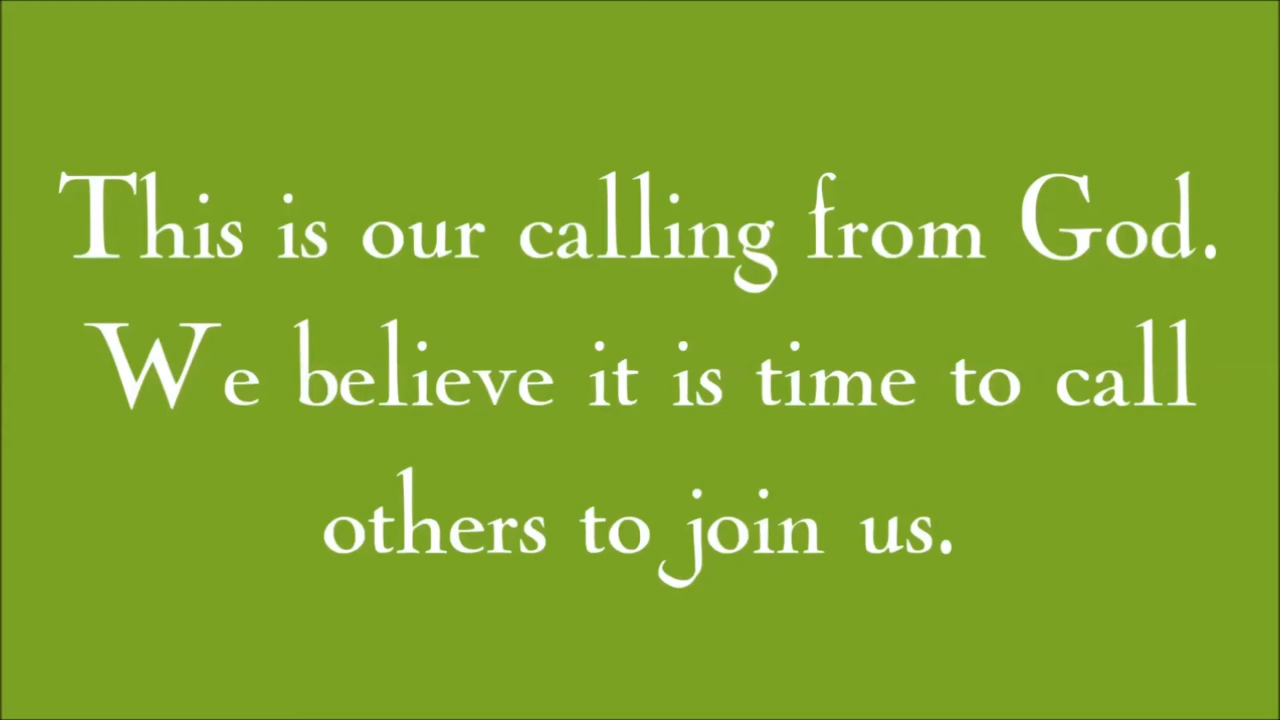 This is our calling from God.
We believe it is time to call
others to join us.